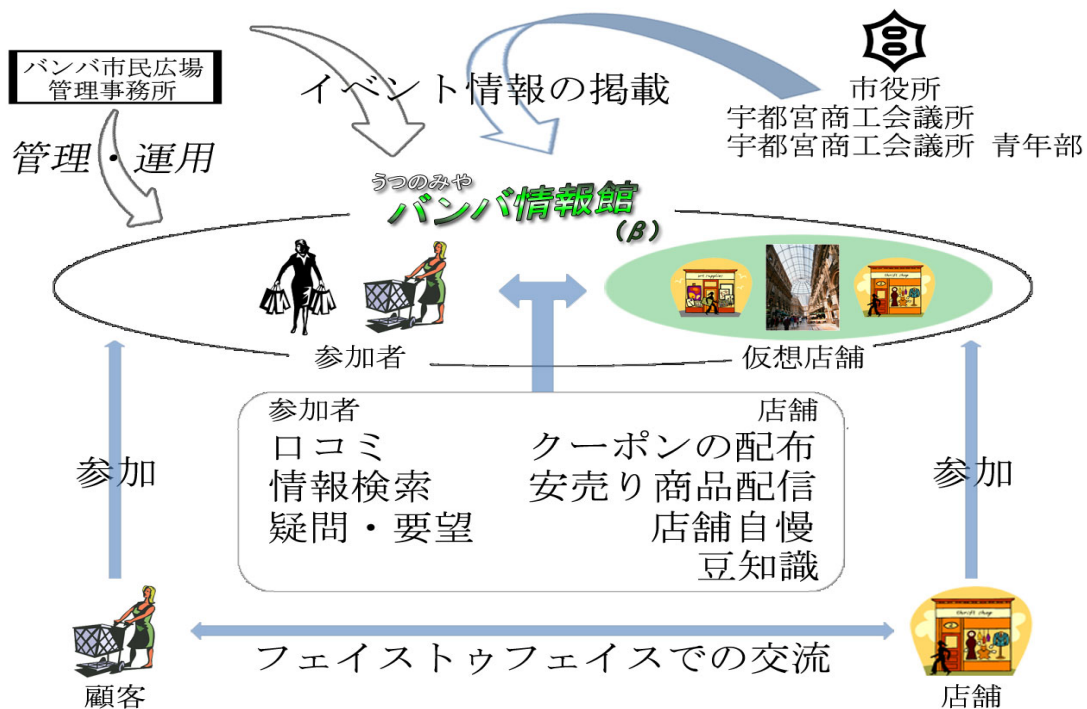 バンバ市民広場
管理事務所
イベント情報の掲載
市役所
宇都宮商工会議所
宇都宮商工会議所 青年部
管理・運用
うつのみや
バンバ情報館
(β)
参加者
仮想店舗
参加者
口コミ
情報検索
疑問・要望
店舗
クーポンの配布
安売り商品配信
店舗自慢
豆知識
参加
参加
フェイストゥフェイスでの交流
顧客
店舗